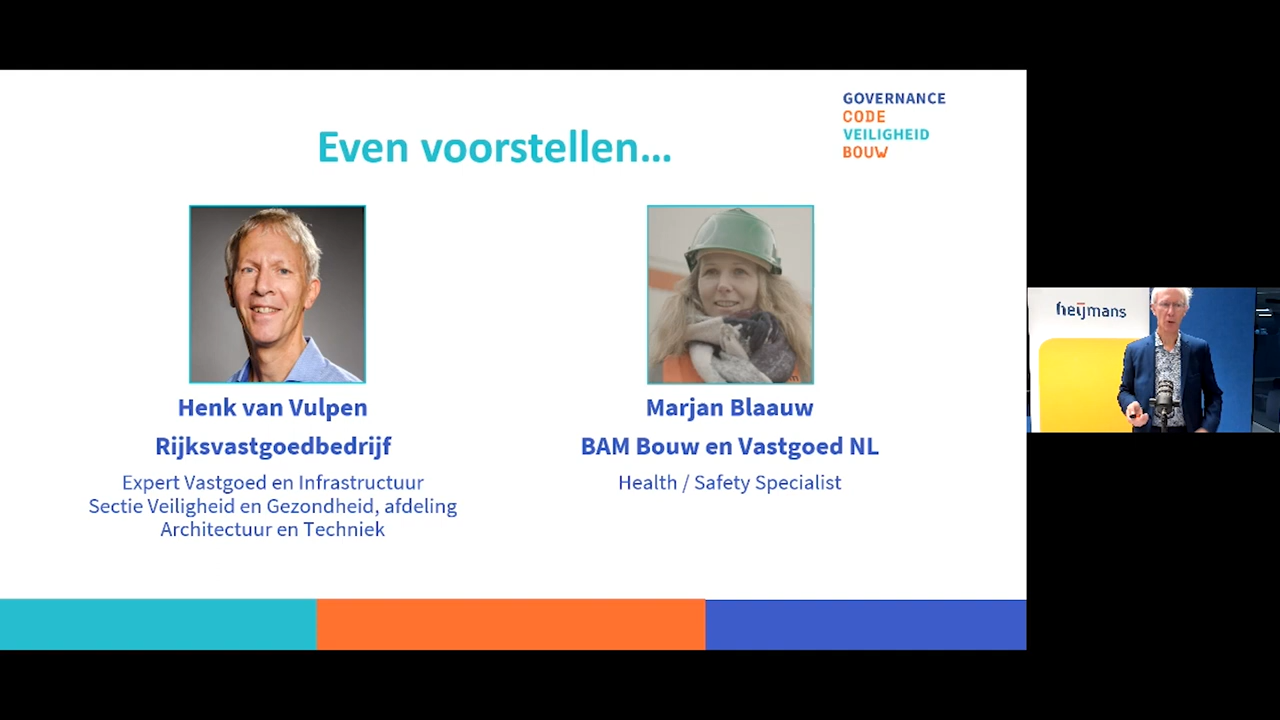 GOVERNANCE
CODE
VEILIGHEID
BOUW
Even voorstellen...
Henk van Vulpen
Rijksvastgoedbedrijf
Expert Vastgoed en Infrastructuur
Sectie Veiligheid en Gezondheid, afdeling
Architectuur en Techniek
Marjan Blaauw
BAM Bouw en Vastgoed NL
Health / Safety Specialist
heijmans